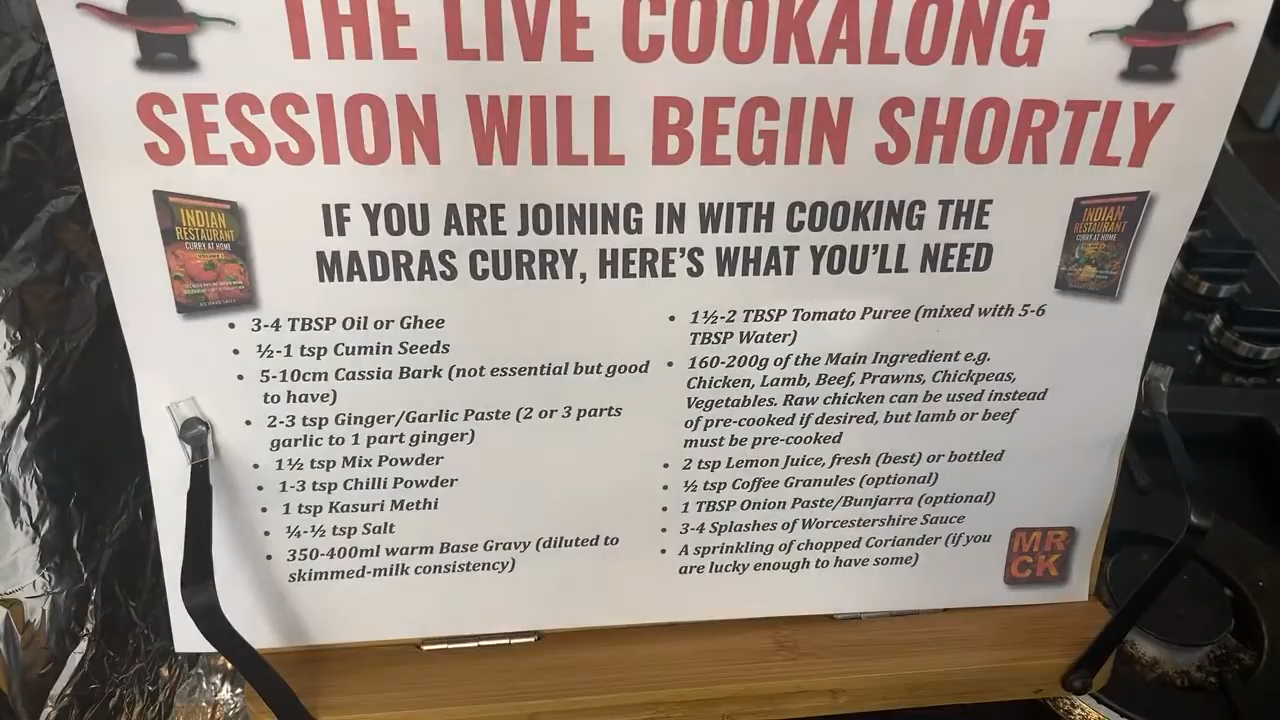 THE LIVE COOKALONG
SESSION WILL BEGIN SHORTLY
INDIAN
RESTAURANT
CURRY AT HOME
VOLUME 1
INDIAN
RESTAURANT
CURRY AT HOME
IF YOU ARE JOINING IN WITH COOKING THE
MADRAS CURRY, HERE'S WHAT YOU'LL NEED
• 3-4 TBSP Oil or Ghee
• ½-1 tsp Cumin Seeds
• 5-10cm Cassia Bark (not essential but good
to have)
• 2-3 tsp Ginger/Garlic Paste (2 or 3 parts
garlic to 1 part ginger)
• 1½ tsp Mix Powder
• 1-3 tsp Chilli Powder
• 1 tsp Kasuri Methi
• ¼-½ tsp Salt
• 350-400ml warm Base Gravy (diluted to
skimmed-milk consistency)
• 1½-2 TBSP Tomato Puree (mixed with 5-6
TBSP Water)
• 160-200g of the Main Ingredient e.g.
Chicken, Lamb, Beef, Prawns, Chickpeas,
Vegetables. Raw chicken can be used instead
of pre-cooked if desired, but lamb or beef
must be pre-cooked
• 2 tsp Lemon Juice, fresh (best) or bottled
• ½ tsp Coffee Granules (optional)
• 1 TBSP Onion Paste/Bunjarra (optional)
• 3-4 Splashes of Worcestershire Sauce
• A sprinkling of chopped Coriander (if you
are lucky enough to have some)
MR
CK